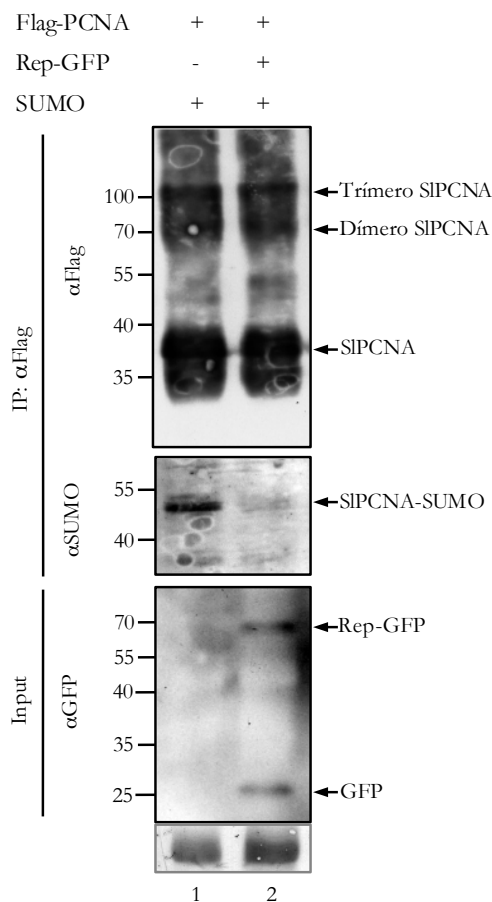 Flag-PCNA + +
Rep-GFP - +
SUMO + +
IP: αFlag
αFlag
100
70
55
40
35
Trímero SlPCNA
Dímero SlPCNA
SlPCNA
αSUMO
55
40
SlPCNA-SUMO
Input
αGFP
70
55
40
35
25
Rep-GFP
GFP
1 2